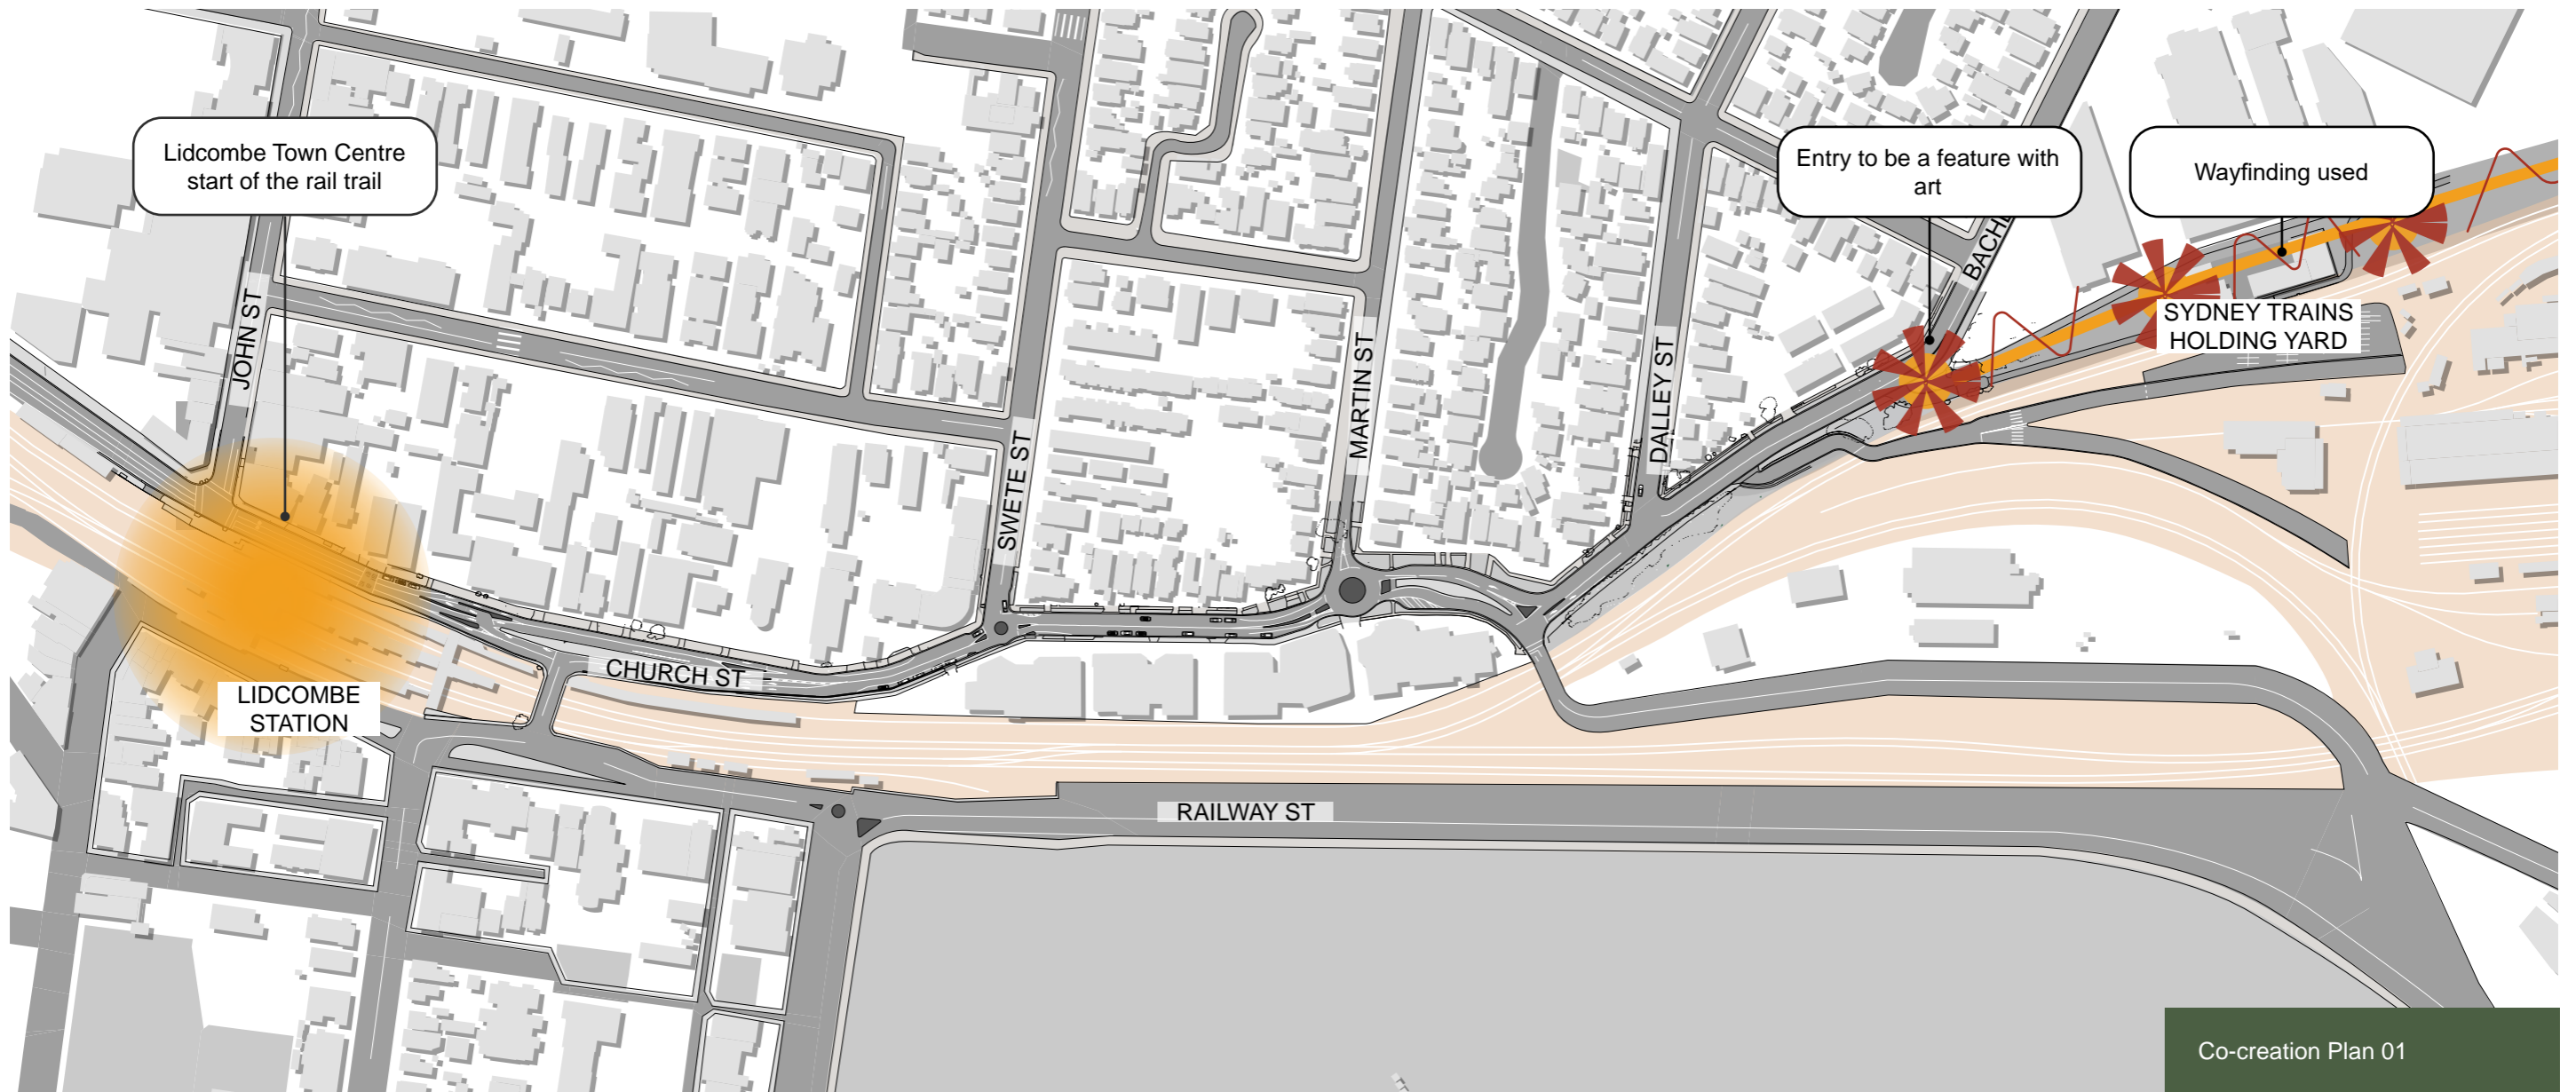 Lidcombe Town Centre
start of the rail trail
Entry to be a feature with
art
Wayfinding used
JOHN ST
SWETE ST
MARTIN ST
DALLEY ST
BACH
SYDNEY TRAINS
HOLDING YARD
CHURCH ST
LIDCOMBE
STATION
RAILWAY ST
Co-creation Plan 01